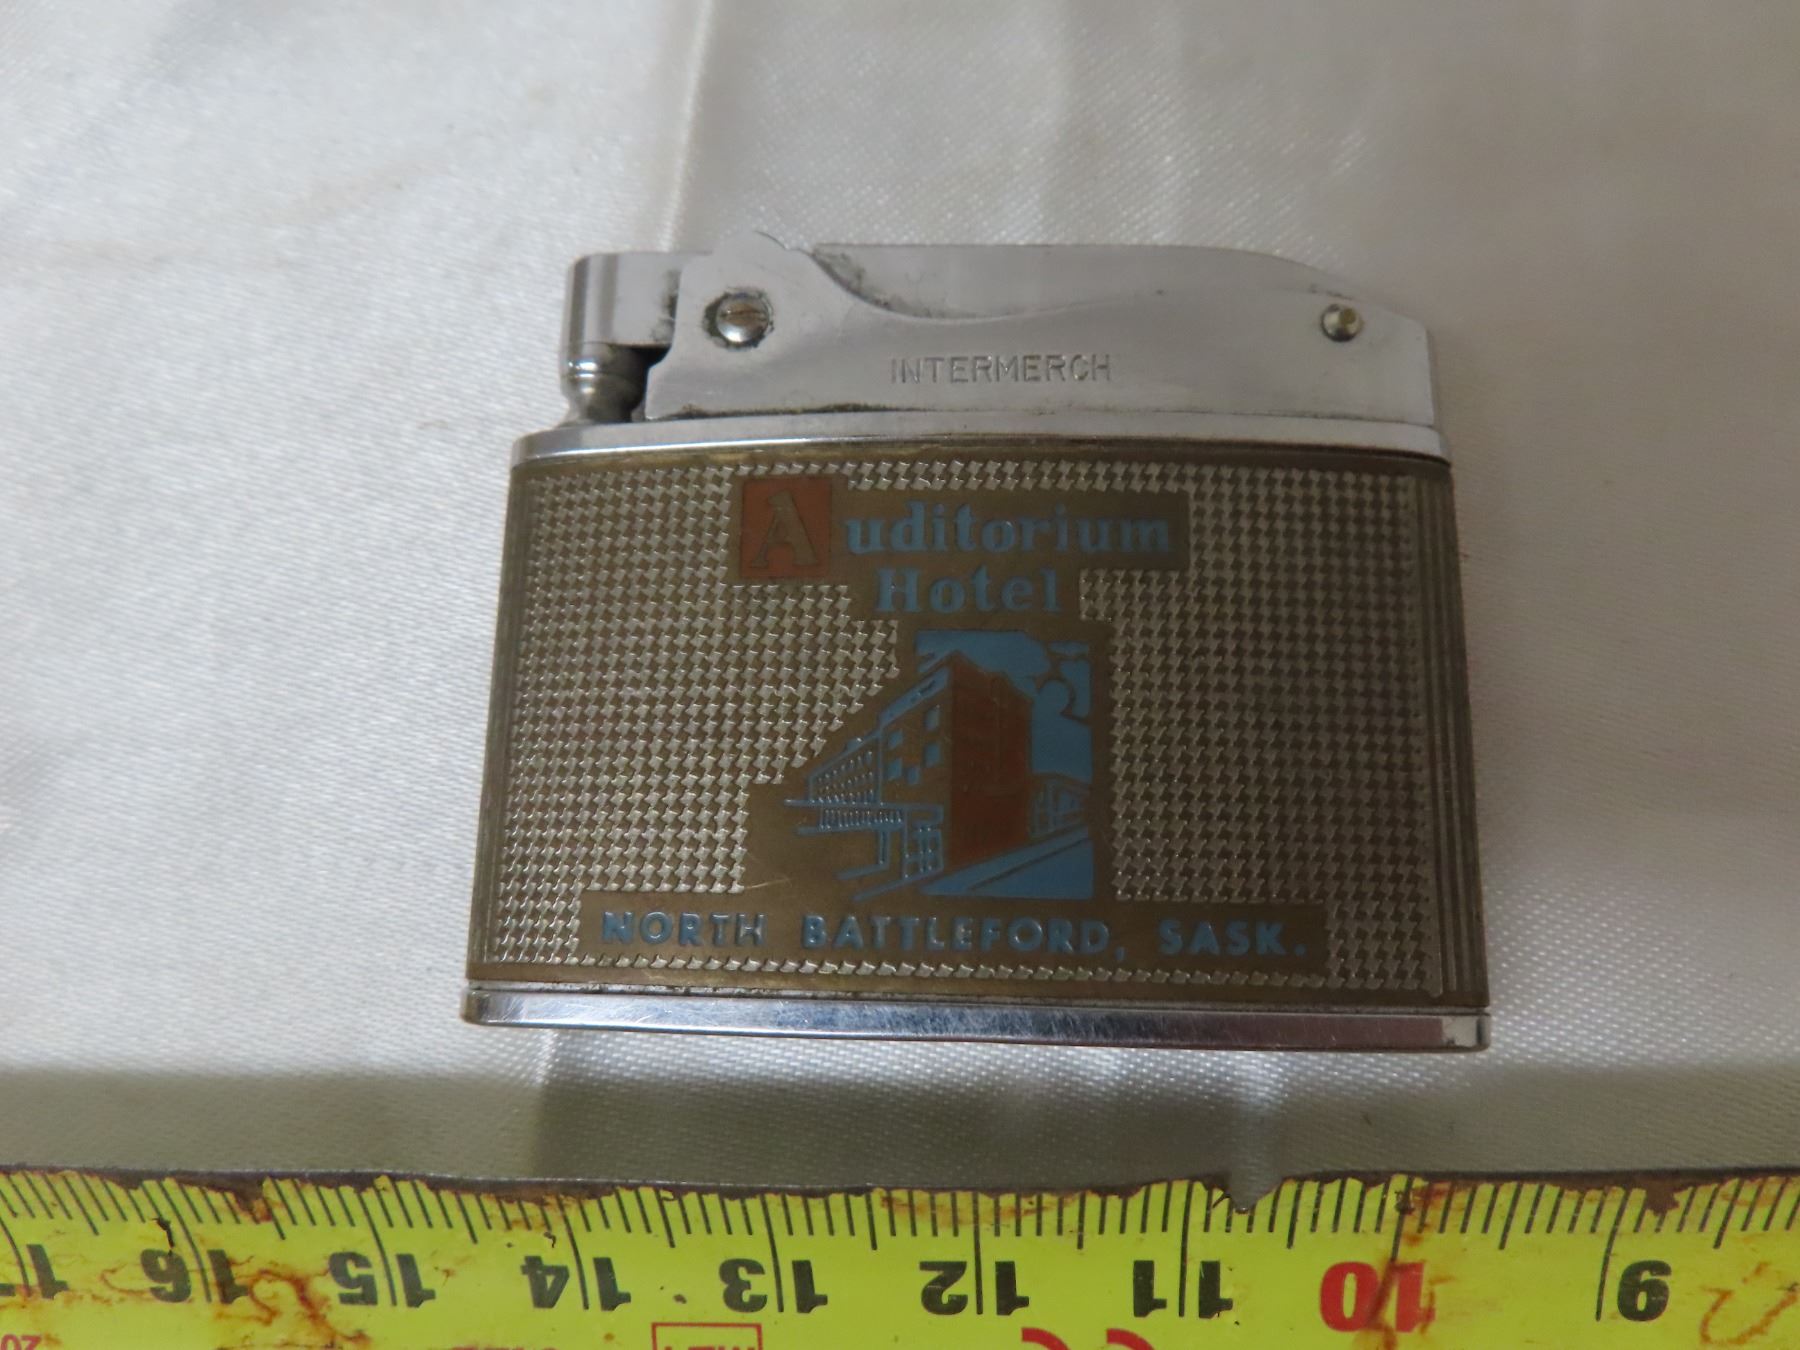 INTERMERCH
Auditorium
Hotel
NORTH BATTLEFORD, SASK.
16 15 14 13 12 11 10 9